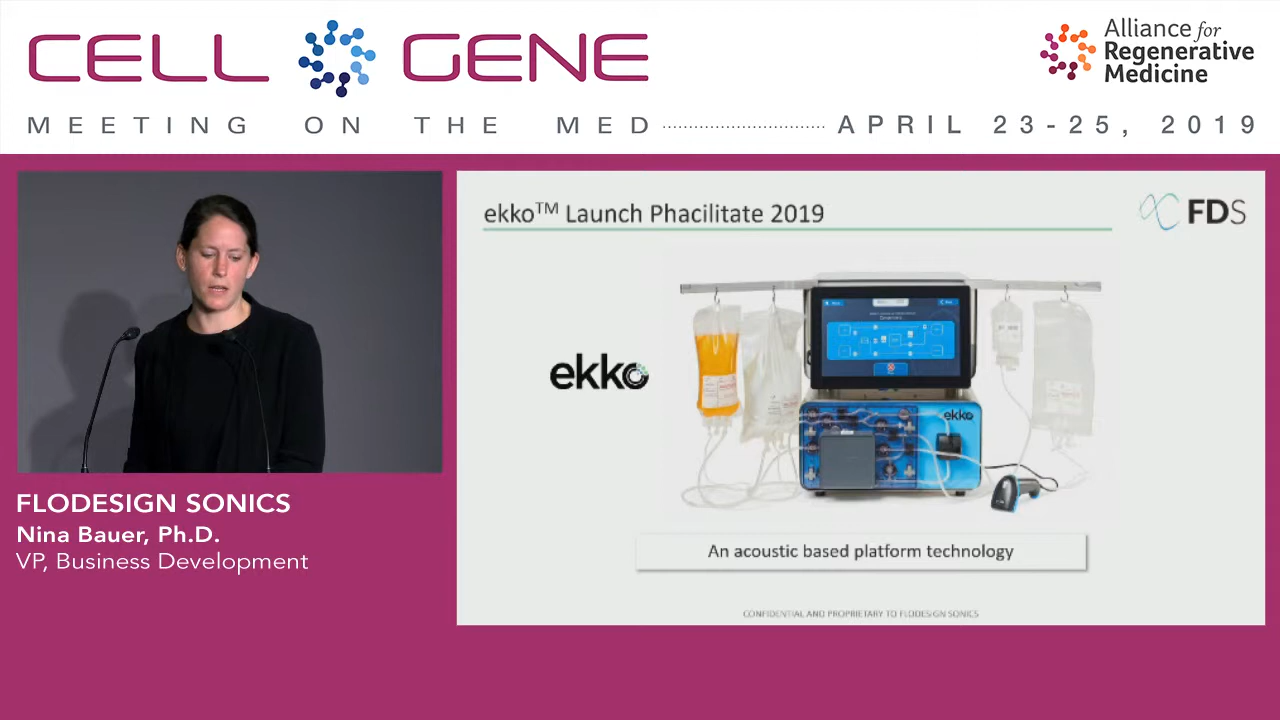 CELL GENE
Alliance for
Regenerative
Medicine
MEETING ON THE MED
APRIL 23-25, 2019
ekko™ Launch Phacilitate 2019
FDS
ekko
ekko
An acoustic based platform technology
CONFIDENTIAL AND PROPRIETARY TO FLODESIGN SONICS
FLODESIGN SONICS
Nina Bauer, Ph.D.
VP, Business Development